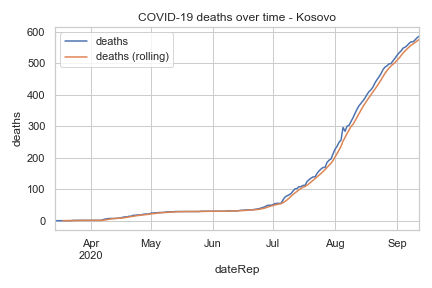 COVID-19 deaths over time - Kosovo
deaths
deaths (rolling)
600
500
400
300
200
100
0
deaths
Apr
2020
May
Jun
Jul
Aug
Sep
dateRep